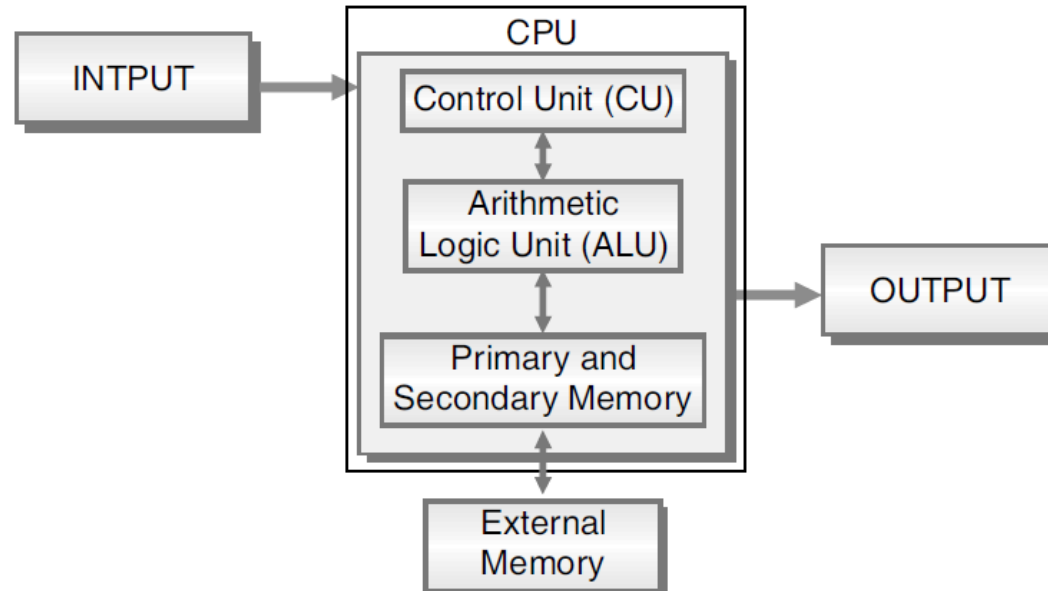 CPU
INTPUT
Control Unit (CU)
Arithmetic
Logic Unit (ALU)
OUTPUT
Primary and
Secondary Memory
External
Memory